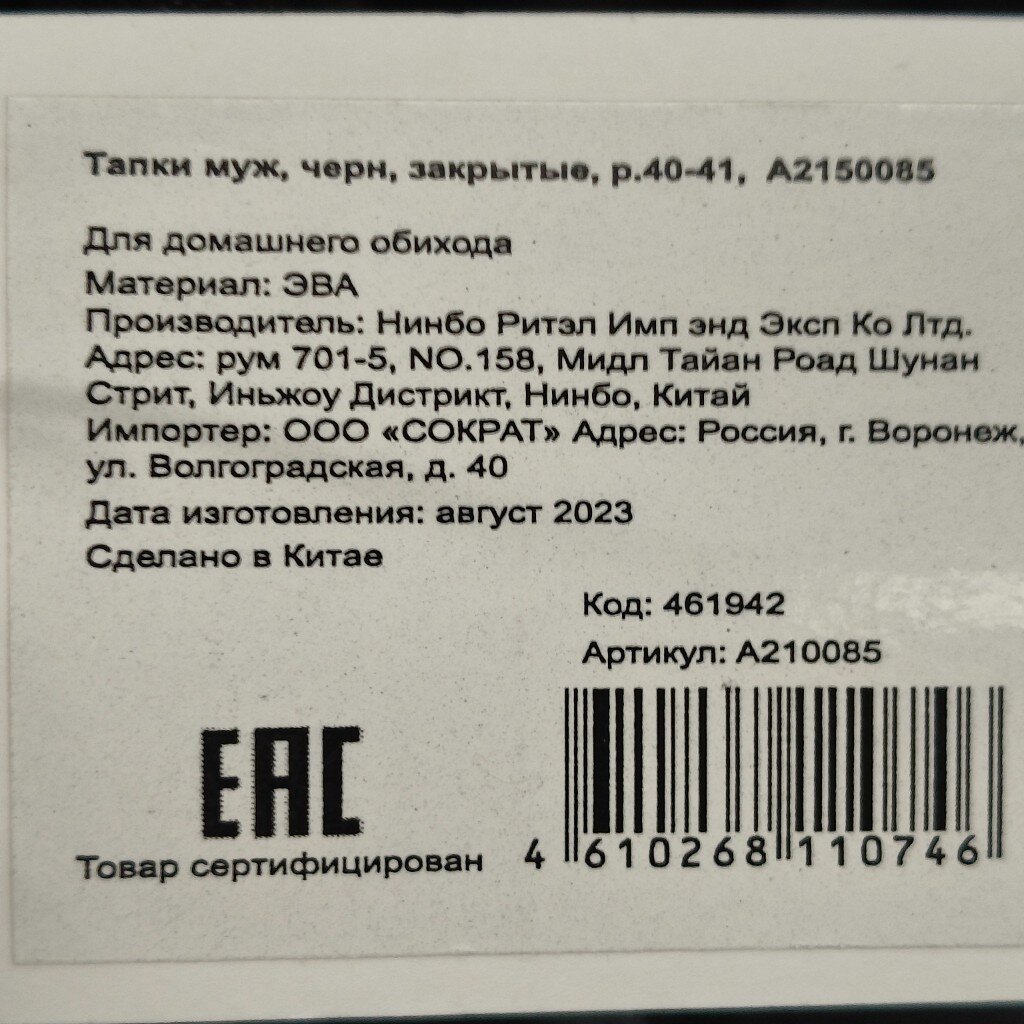 Тапки муж, черн, закрытые, р.40-41, А2150085
Для домашнего обихода
Материал: ЭВА
Производитель: Нинбо Ритэл Имп энд Эксп Ко Лтд.
Адрес: рум 701-5, NO.158, Мидл Тайан Роад Шунан
Стрит, Иньжоу Дистрикт, Нинбо, Китай
Импортер: ООО «СОКРАТ» Адрес: Россия, г. Воронеж,
ул. Волгоградская, д. 40
Дата изготовления: август 2023
Сделано в Китае
Код: 461942
Артикул: А210085
EAC
Товар сертифицирован
4 610268 110746